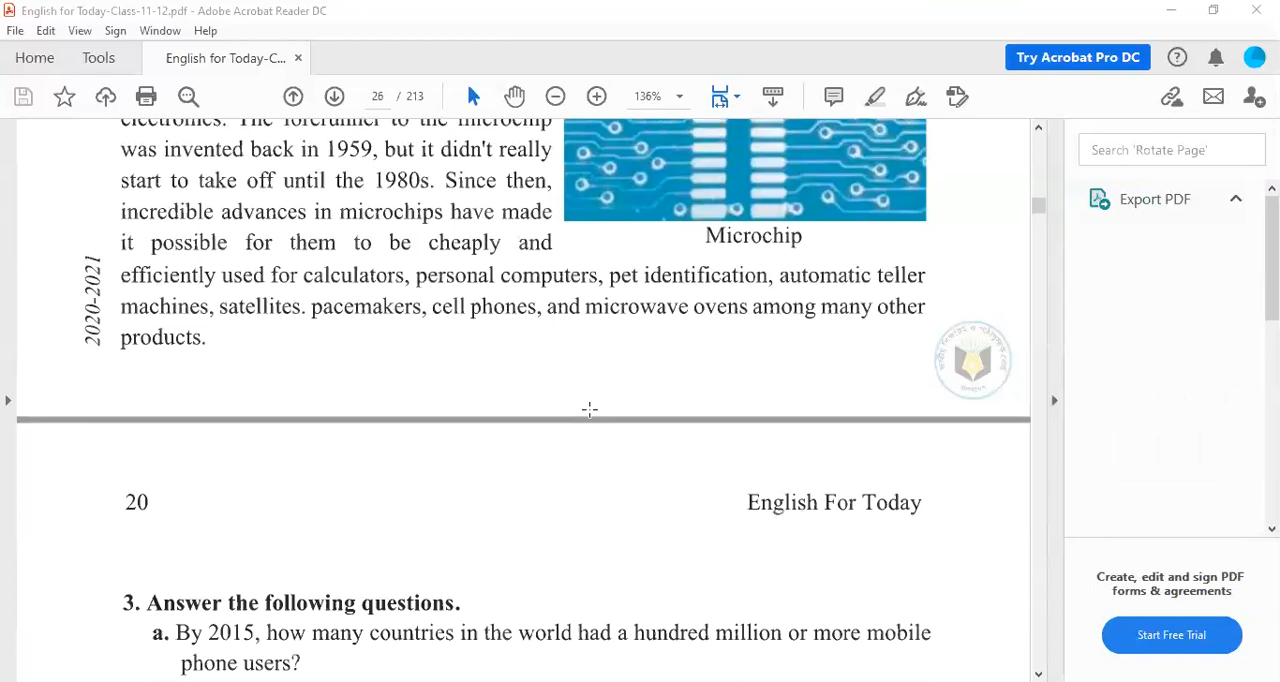 English for Today-Class-11-12.pdf - Adobe Acrobat Reader DC
File Edit View Sign Window Help
Home Tools English for Today-C... ×
Try Acrobat Pro DC
26 / 213
136%
electronics. The forerunner to the microchip
was invented back in 1959, but it didn't really
start to take off until the 1980s. Since then,
incredible advances in microchips have made
it possible for them to be cheaply and
efficiently used for calculators, personal computers, pet identification, automatic teller
machines, satellites. pacemakers, cell phones, and microwave ovens among many other
products.
Microchip
2020-2021
20
English For Today
3. Answer the following questions.
a. By 2015, how many countries in the world had a hundred million or more mobile
phone users?
Search 'Rotate Page'
Export PDF
Create, edit and sign PDF
forms & agreements
Start Free Trial